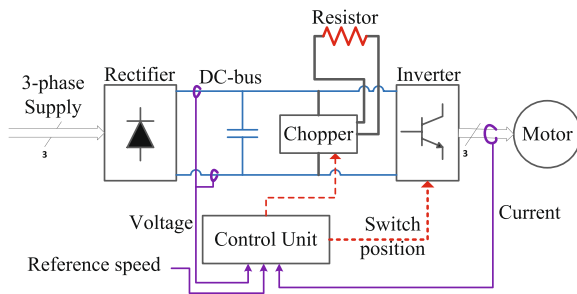 Resistor
3-phase
Supply
Rectifier
DC-bus
Inverter
Chopper
Motor
3
3
Voltage
Control Unit
Switch
position
Current
Reference speed